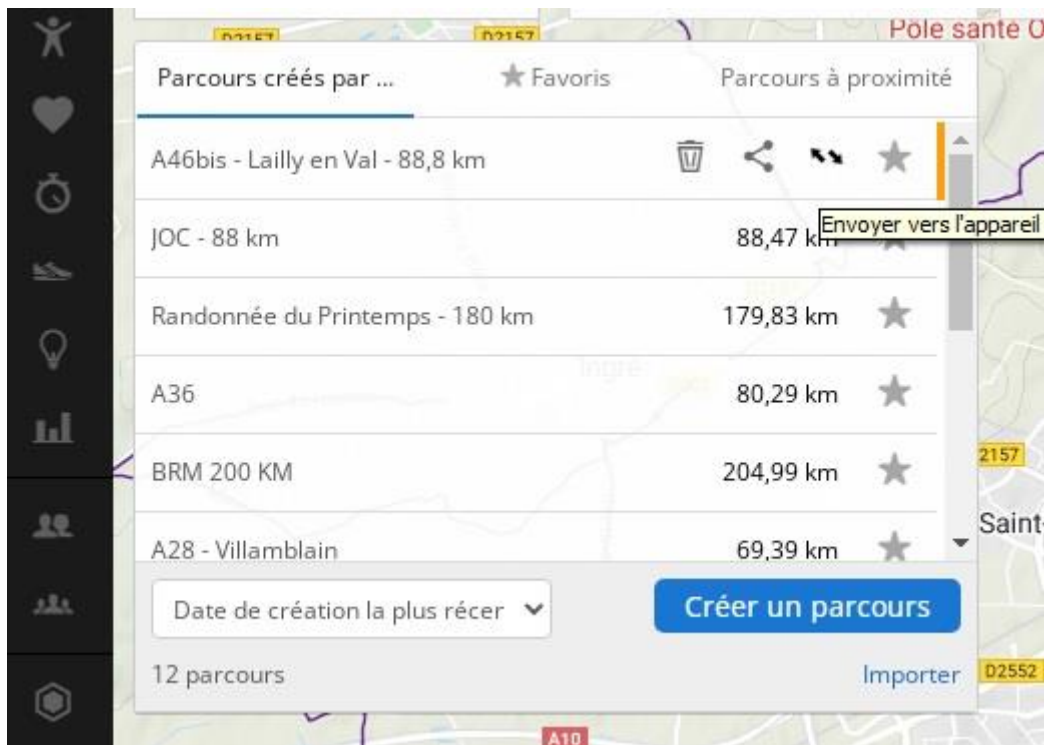 Pôle santé O
D2157 D2157
Parcours créés par ... Favoris Parcours à proximité
A46bis - Lailly en Val - 88,8 km
Envoyer vers l'appareil
JOC - 88 km 88,47 km
Randonnée du Printemps - 180 km 179,83 km
Ingré
A36 80,29 km
BRM 200 KM 204,99 km
2157
Saint-
A28 - Villamblain 69,39 km
Date de création la plus récer
Créer un parcours
12 parcours Importer
D2552
A10